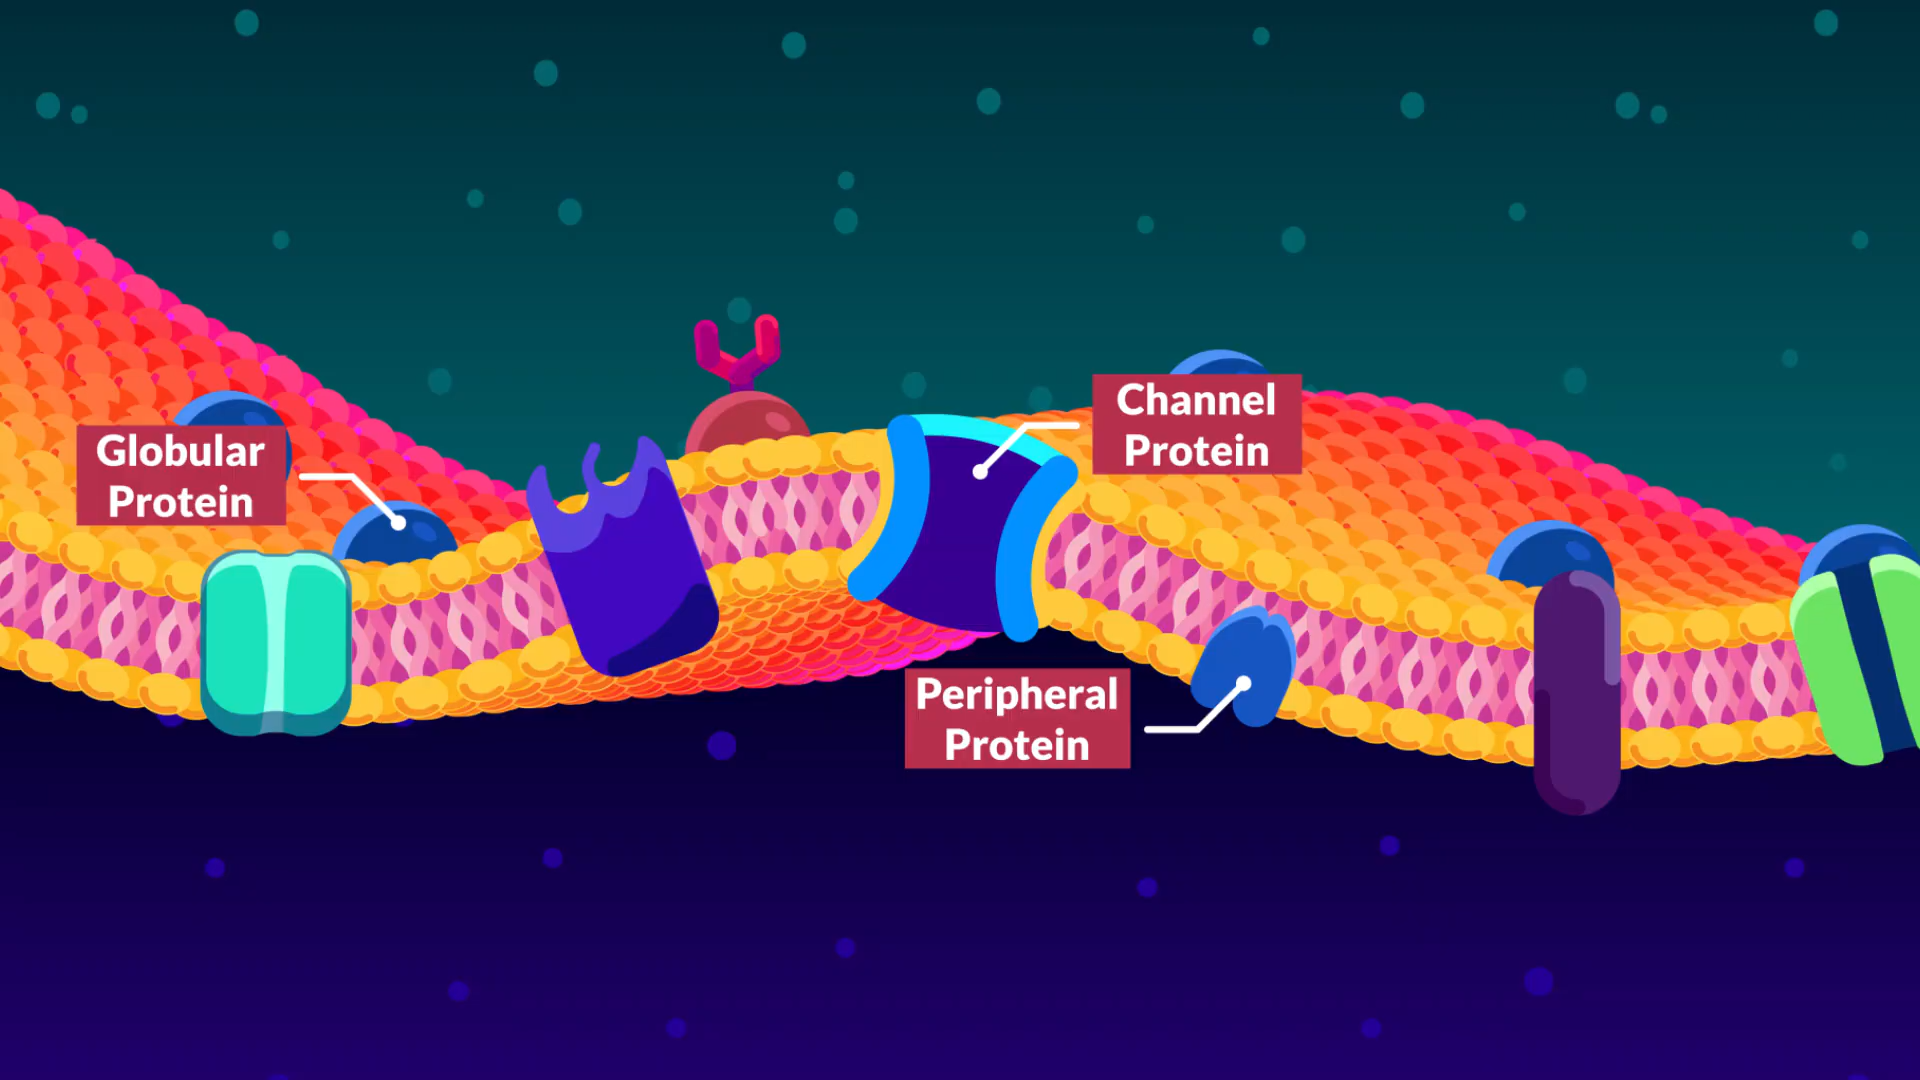 Globular
Protein
Channel
Protein
Peripheral
Protein